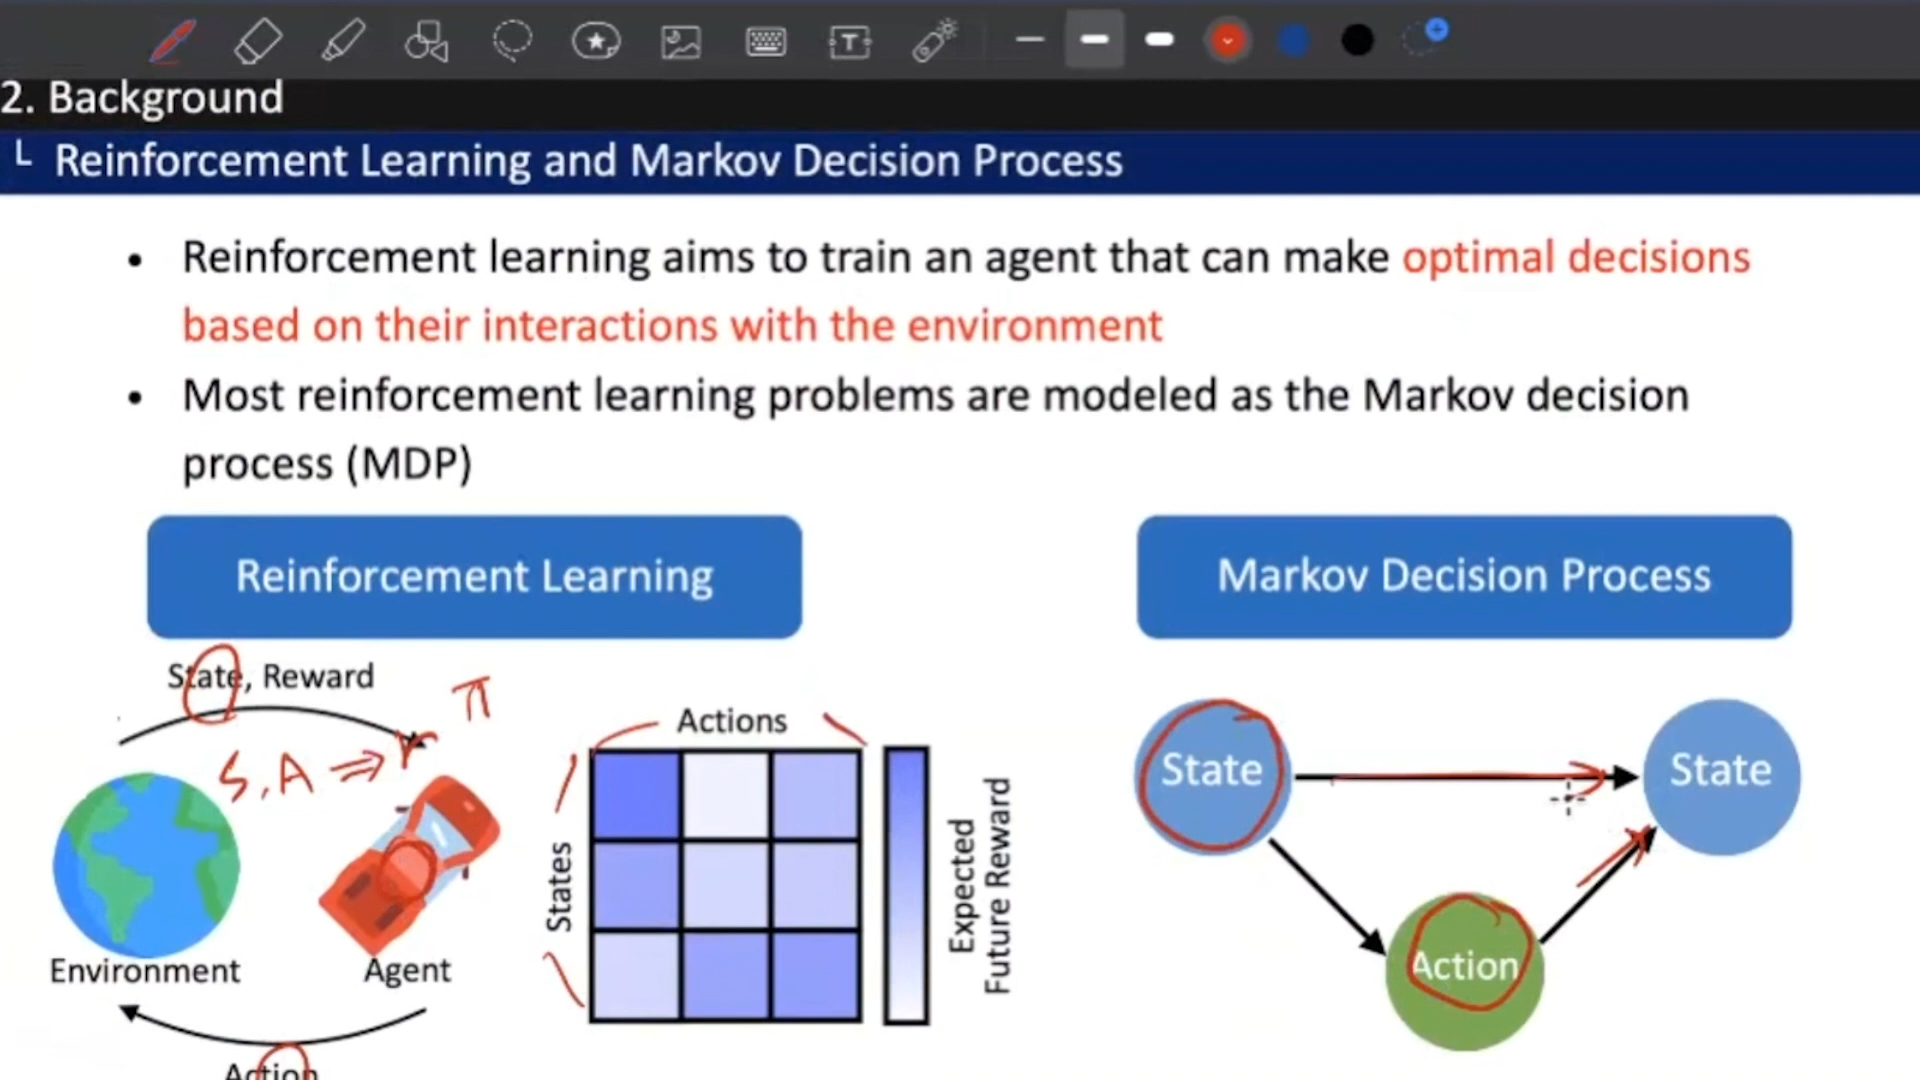 2. Background
└ Reinforcement Learning and Markov Decision Process
• Reinforcement learning aims to train an agent that can make optimal decisions
based on their interactions with the environment
• Most reinforcement learning problems are modeled as the Markov decision
process (MDP)
Reinforcement Learning
Markov Decision Process
State, Reward
π
S, A ⇒ r
Environment
Agent
Action
Actions
States
Expected
Future Reward
State
State
Action